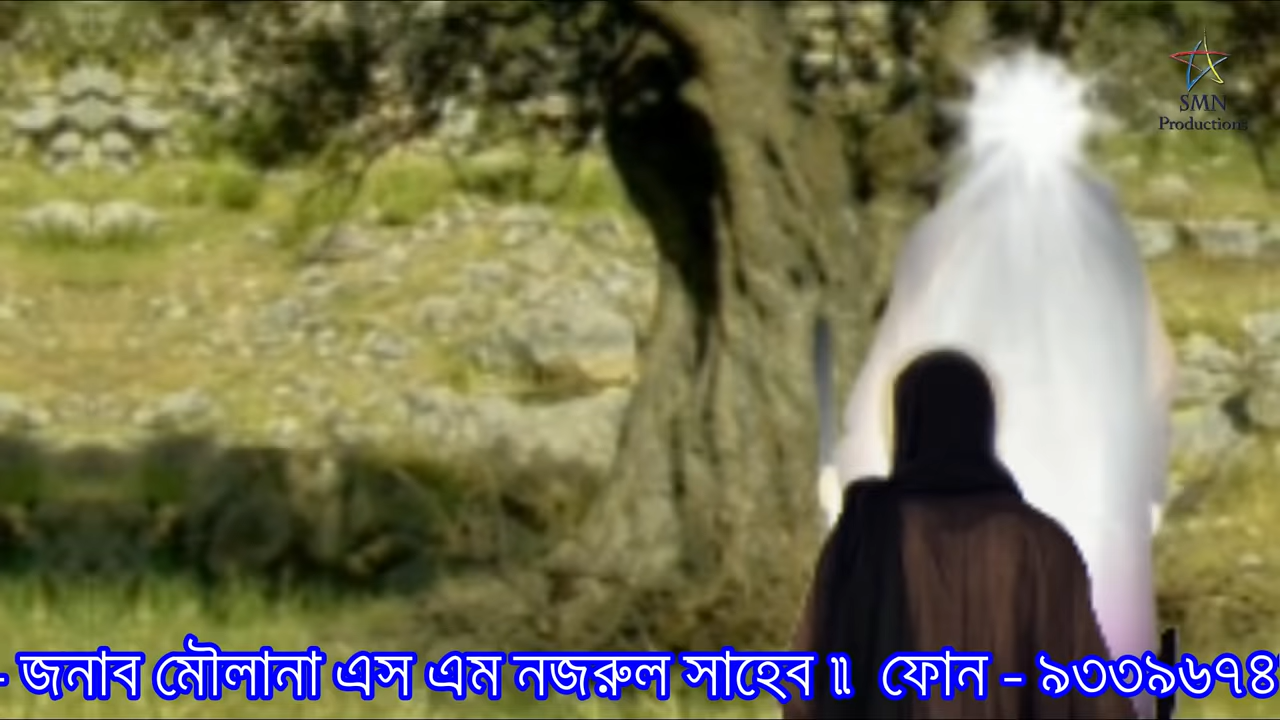 SMN
Productions
- জনাব মৌলানা এস এম নজরুল সাহেব ॥ ফোন - ৯৩৩৯৬৭৪